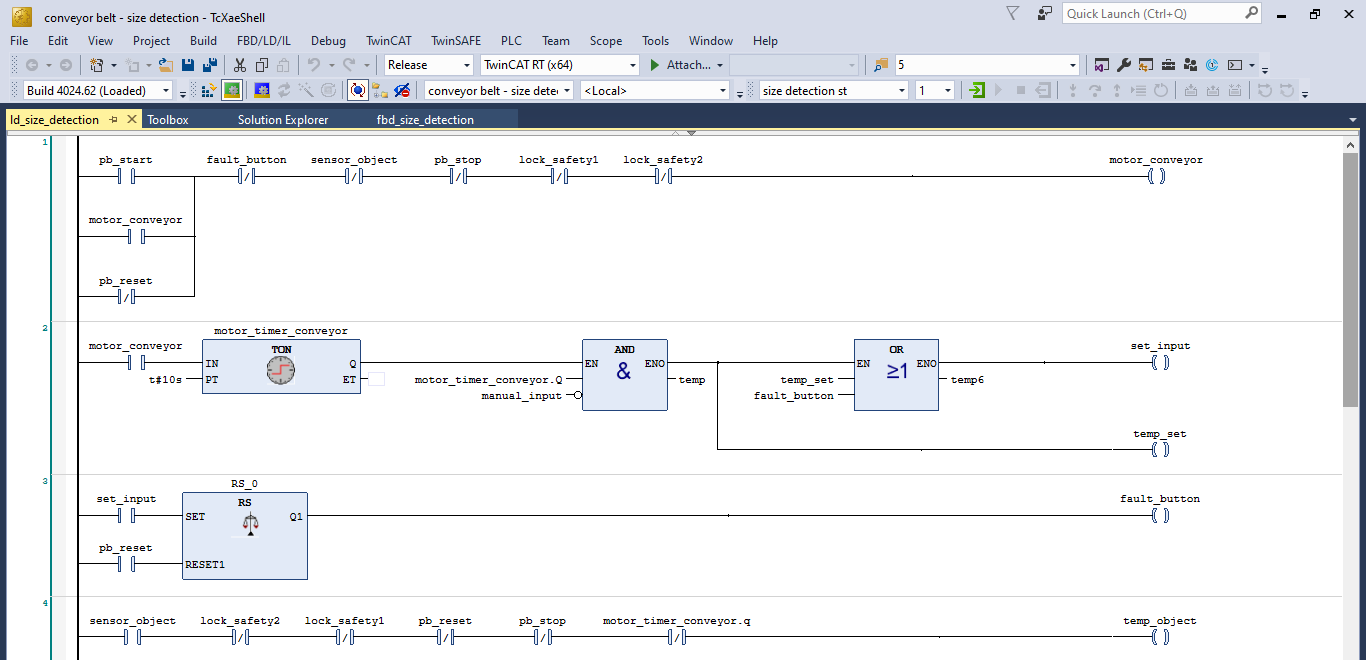 conveyor belt - size detection - TcXaeShell
Quick Launch (Ctrl+Q)
File Edit View Project Build FBD/LD/IL Debug TwinCAT TwinSAFE PLC Team Scope Tools Window Help
Release TwinCAT RT (x64) Attach... 5
Build 4024.62 (Loaded) conveyor belt - size dete <Local> size detection st 1
ld_size_detection Toolbox Solution Explorer fbd_size_detection
1
pb_start fault_button sensor_object pb_stop lock_safety1 lock_safety2 motor_conveyor
motor_conveyor
pb_reset
2
motor_timer_conveyor
motor_conveyor TON AND OR set_input
IN Q EN ENO EN ENO
& ≥1
t#10s PT ET motor_timer_conveyor.Q temp temp_set temp6
manual_input fault_button
temp_set
3
RS_0
set_input RS fault_button
SET Q1
pb_reset
RESET1
4
sensor_object lock_safety2 lock_safety1 pb_reset pb_stop motor_timer_conveyor.q temp_object